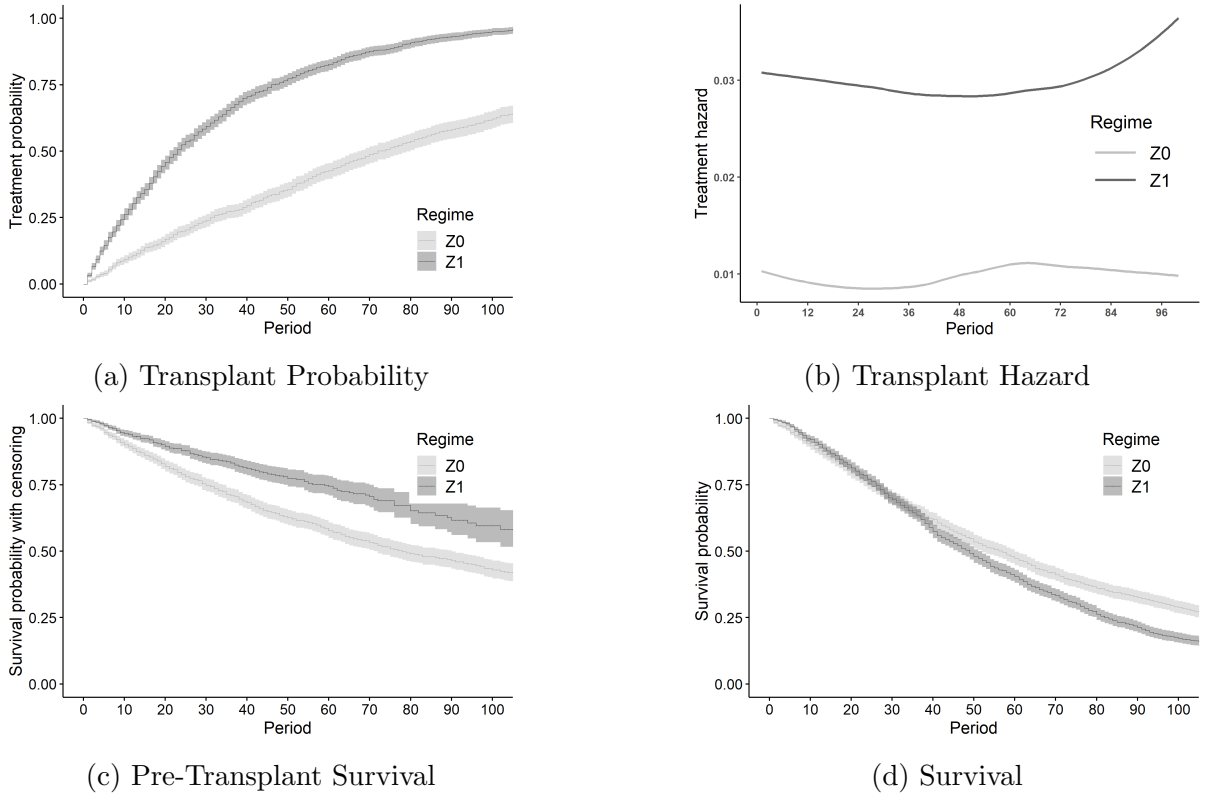 1.00
0.75
0.50
0.25
0.00
Treatment probability
0 10 20 30 40 50 60 70 80 90 100
Period
Regime
Z0
Z1
(a) Transplant Probability
0.03
0.02
0.01
Treatment hazard
0 12 24 36 48 60 72 84 96
Period
Regime
Z0
Z1
(b) Transplant Hazard
1.00
0.75
0.50
0.25
0.00
Survival probability with censoring
0 10 20 30 40 50 60 70 80 90 100
Period
Regime
Z0
Z1
(c) Pre-Transplant Survival
1.00
0.75
0.50
0.25
0.00
Survival probability
0 10 20 30 40 50 60 70 80 90 100
Period
Regime
Z0
Z1
(d) Survival